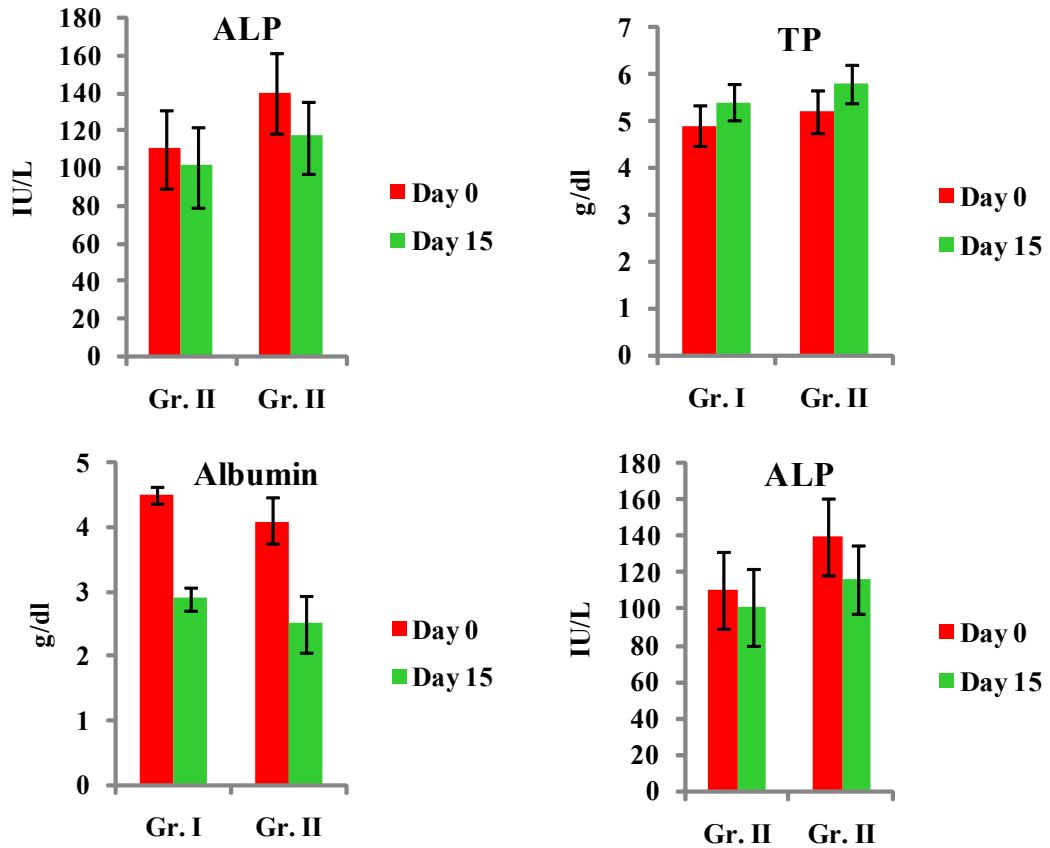 ALP
IU/L
180
160
140
120
100
80
60
40
20
0
Gr. II Gr. II
Day 0
Day 15
TP
g/dl
7
6
5
4
3
2
1
0
Gr. I Gr. II
Day 0
Day 15
Albumin
g/dl
5
4
3
2
1
0
Gr. I Gr. II
Day 0
Day 15
ALP
IU/L
180
160
140
120
100
80
60
40
20
0
Gr. II Gr. II
Day 0
Day 15